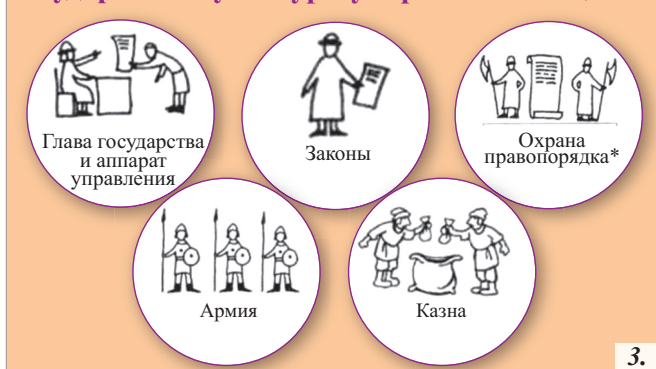 Глава государства
и аппарат
управления
Законы
Охрана
правопорядка*
Армия
Казна
3.